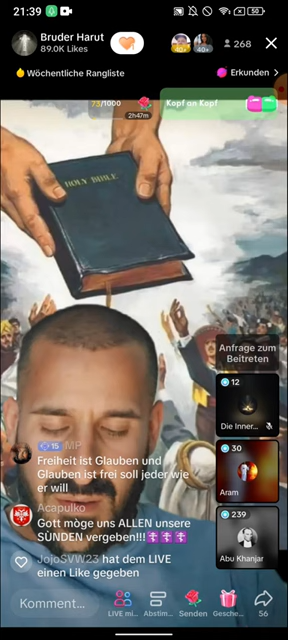 21:39
50
Bruder Harut
89.0K Likes
40+
40+
268
Wöchentliche Rangliste
Erkunden
73/1000
2h47m
Kopf an Kopf
HOLY BIBLE
Anfrage zum
Beitreten
12
Die Inner...
30
Aram
239
Abu Khanjar
15 MP
Freiheit ist Glauben und
Glauben ist frei soll jeder wie
er will
Acapulko
Gott möge uns ALLEN unsere
SÜNDEN vergeben!!!
JojoSVW23 hat dem LIVE
einen Like gegeben
Komment...
LIVE mi...
Abstim...
Senden
Gesche...
56